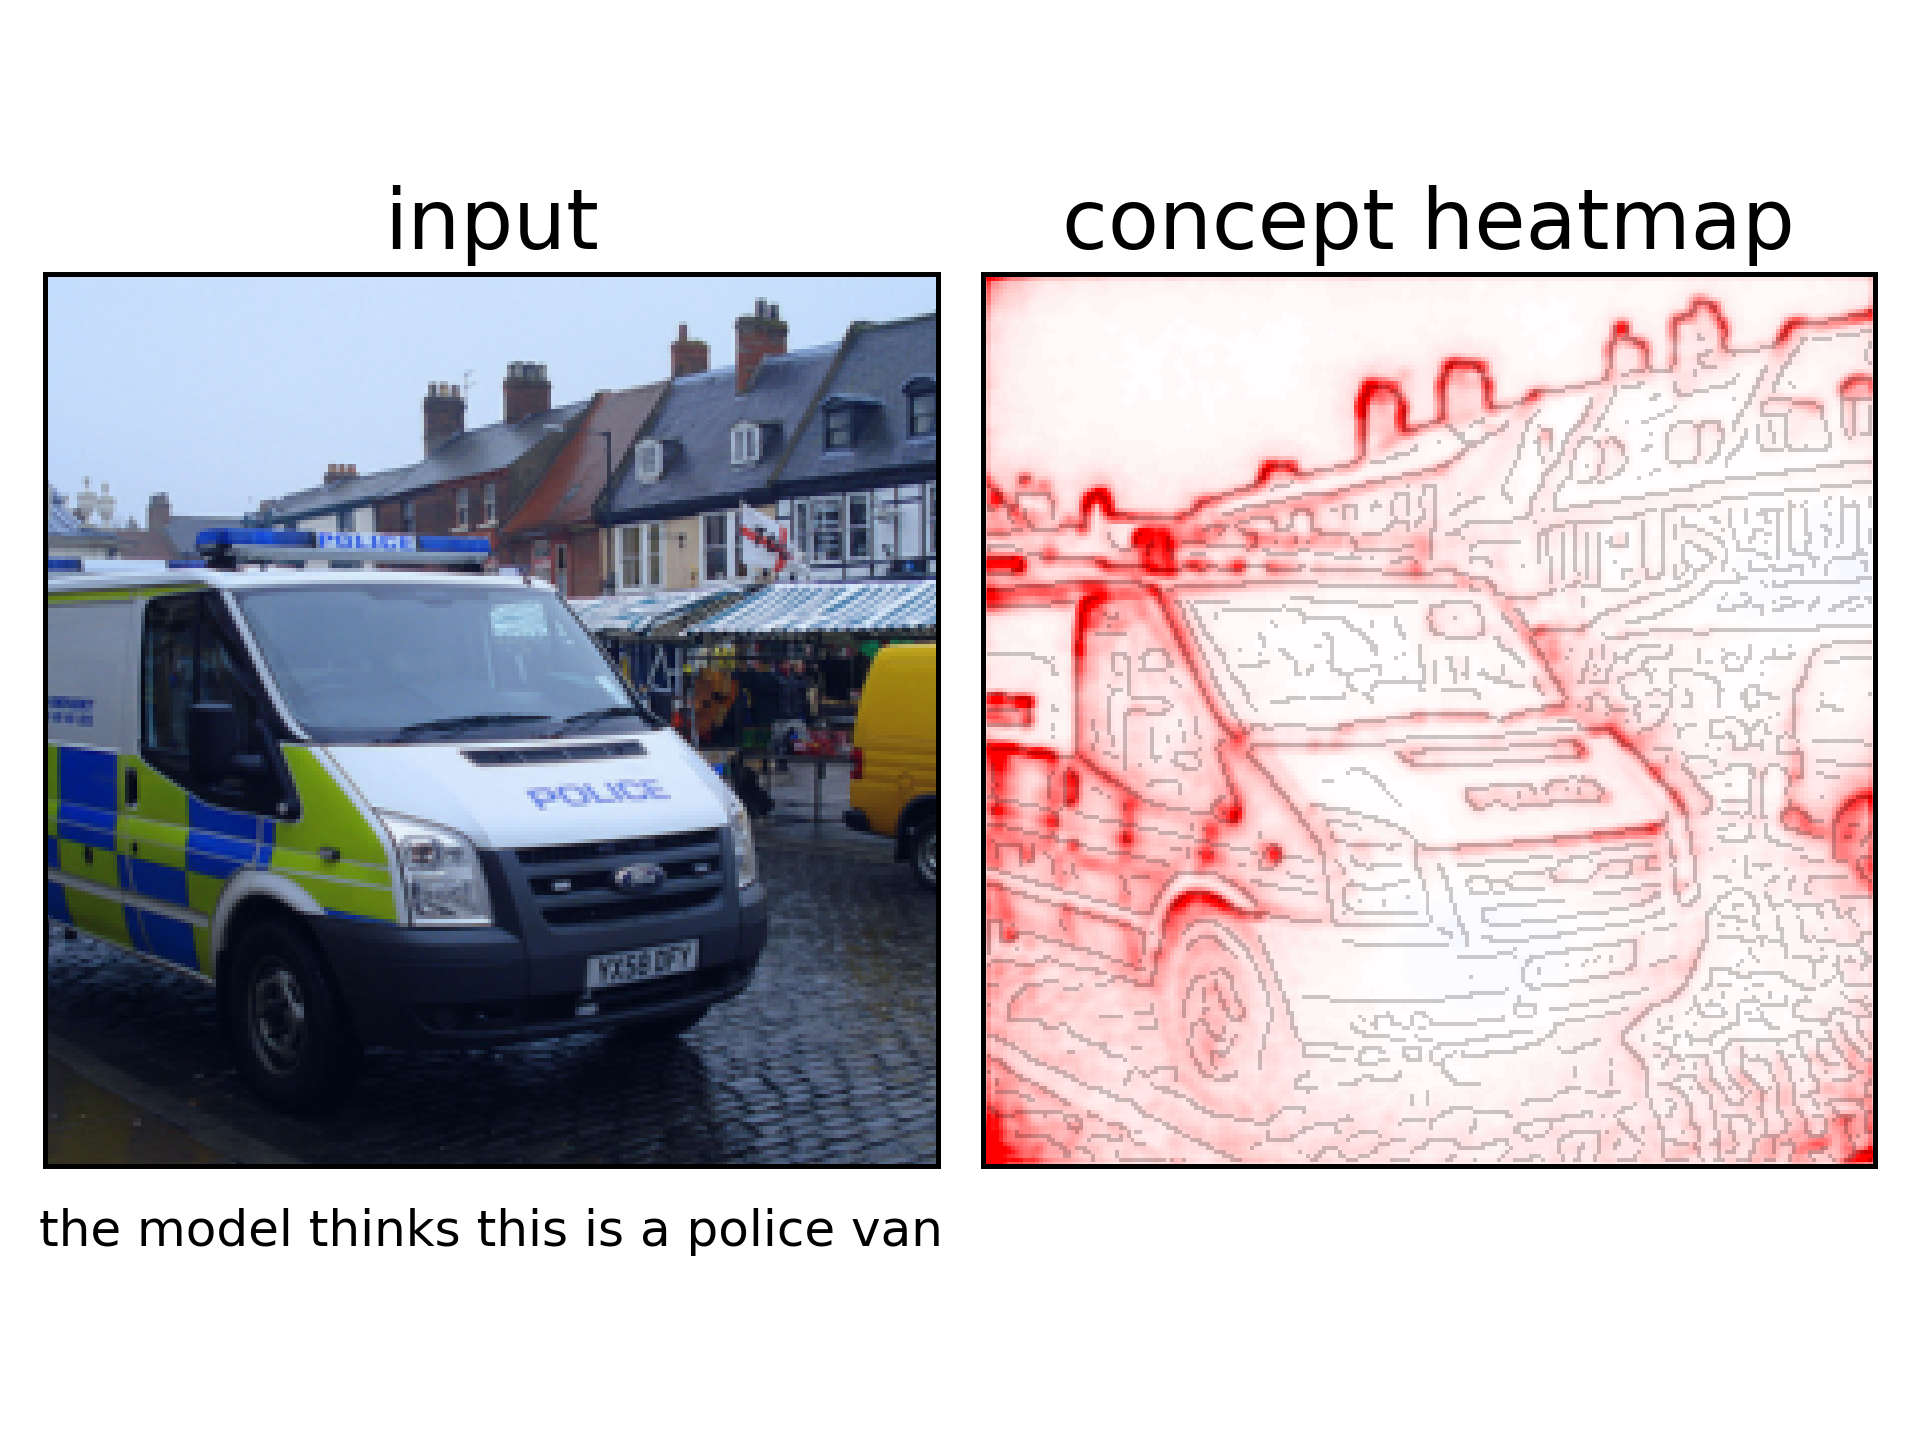 input
concept heatmap
POLICE
POLICE
YX58 DFY
the model thinks this is a police van